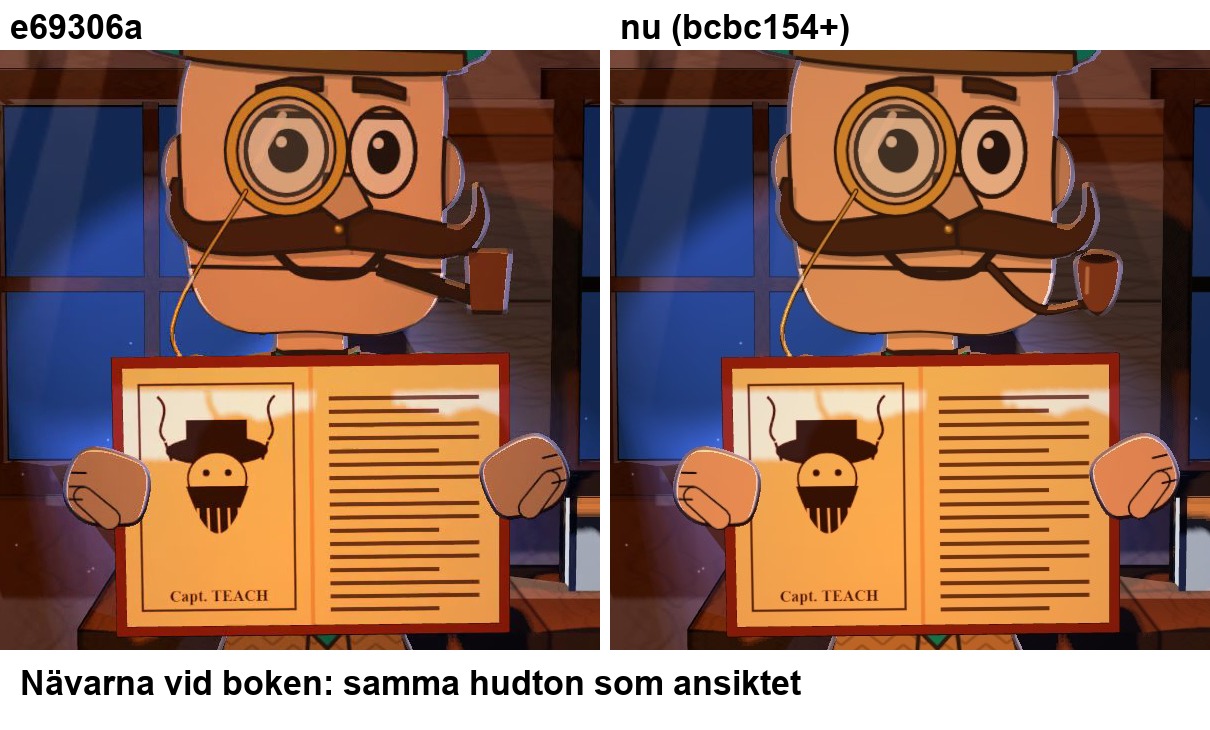 e69306a
nu (bcbc154+)
Capt. TEACH
Capt. TEACH
Nävarna vid boken: samma hudton som ansiktet